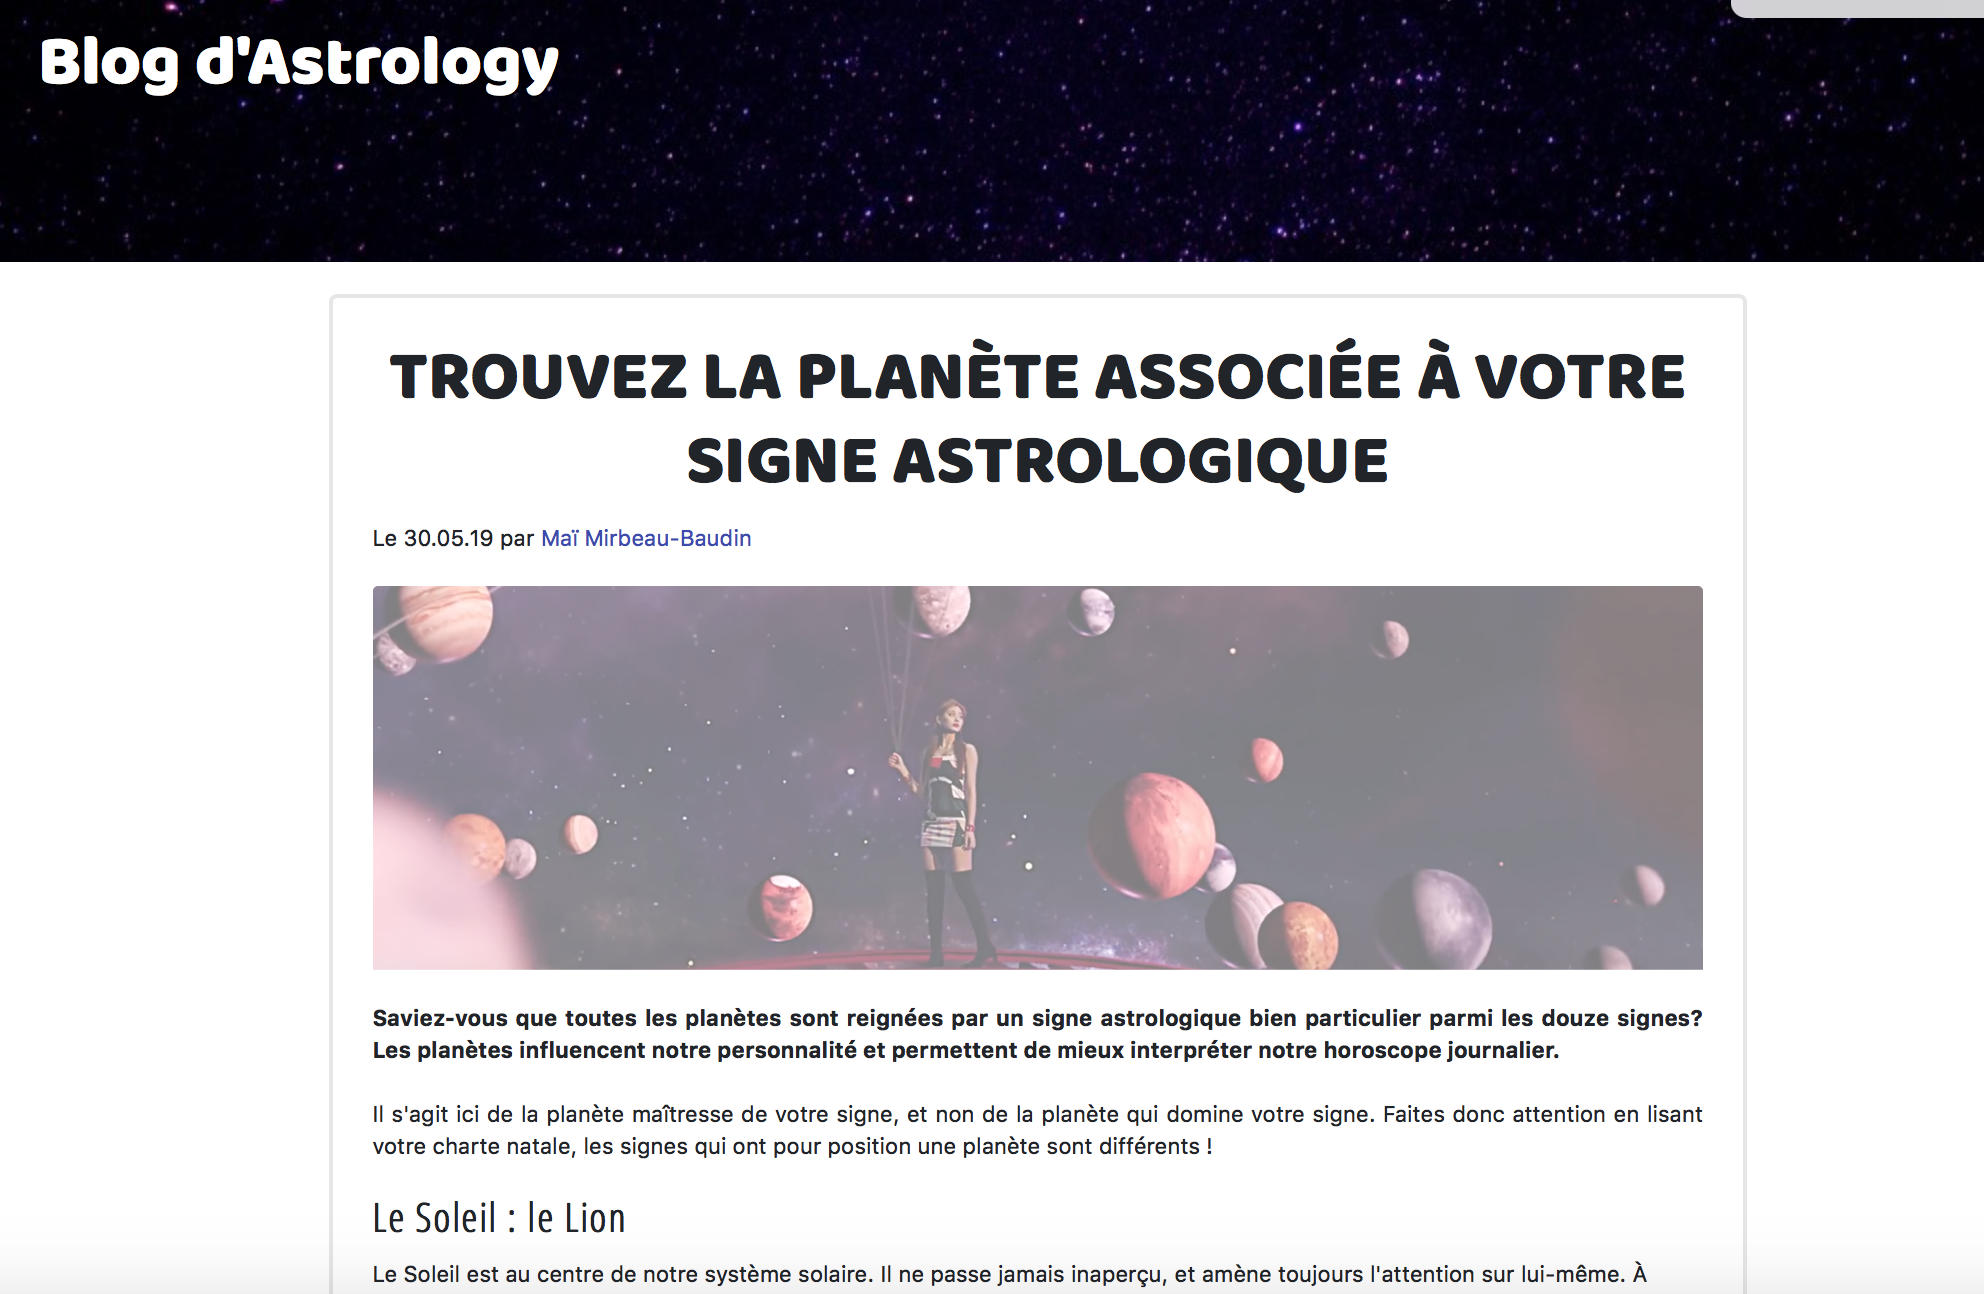 Blog d'Astrology
TROUVEZ LA PLANÈTE ASSOCIÉE À VOTRE
SIGNE ASTROLOGIQUE
Le 30.05.19 par Maï Mirbeau-Baudin
Saviez-vous que toutes les planètes sont reignées par un signe astrologique bien particulier parmi les douze signes?
Les planètes influencent notre personnalité et permettent de mieux interpréter notre horoscope journalier.
Il s'agit ici de la planète maîtresse de votre signe, et non de la planète qui domine votre signe. Faites donc attention en lisant
votre charte natale, les signes qui ont pour position une planète sont différents !
Le Soleil : le Lion
Le Soleil est au centre de notre système solaire. Il ne passe jamais inaperçu, et amène toujours l'attention sur lui-même. À